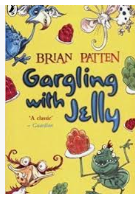 BRIAN PATTEN
Gargling
with
Jelly
'A classic'
– Guardian